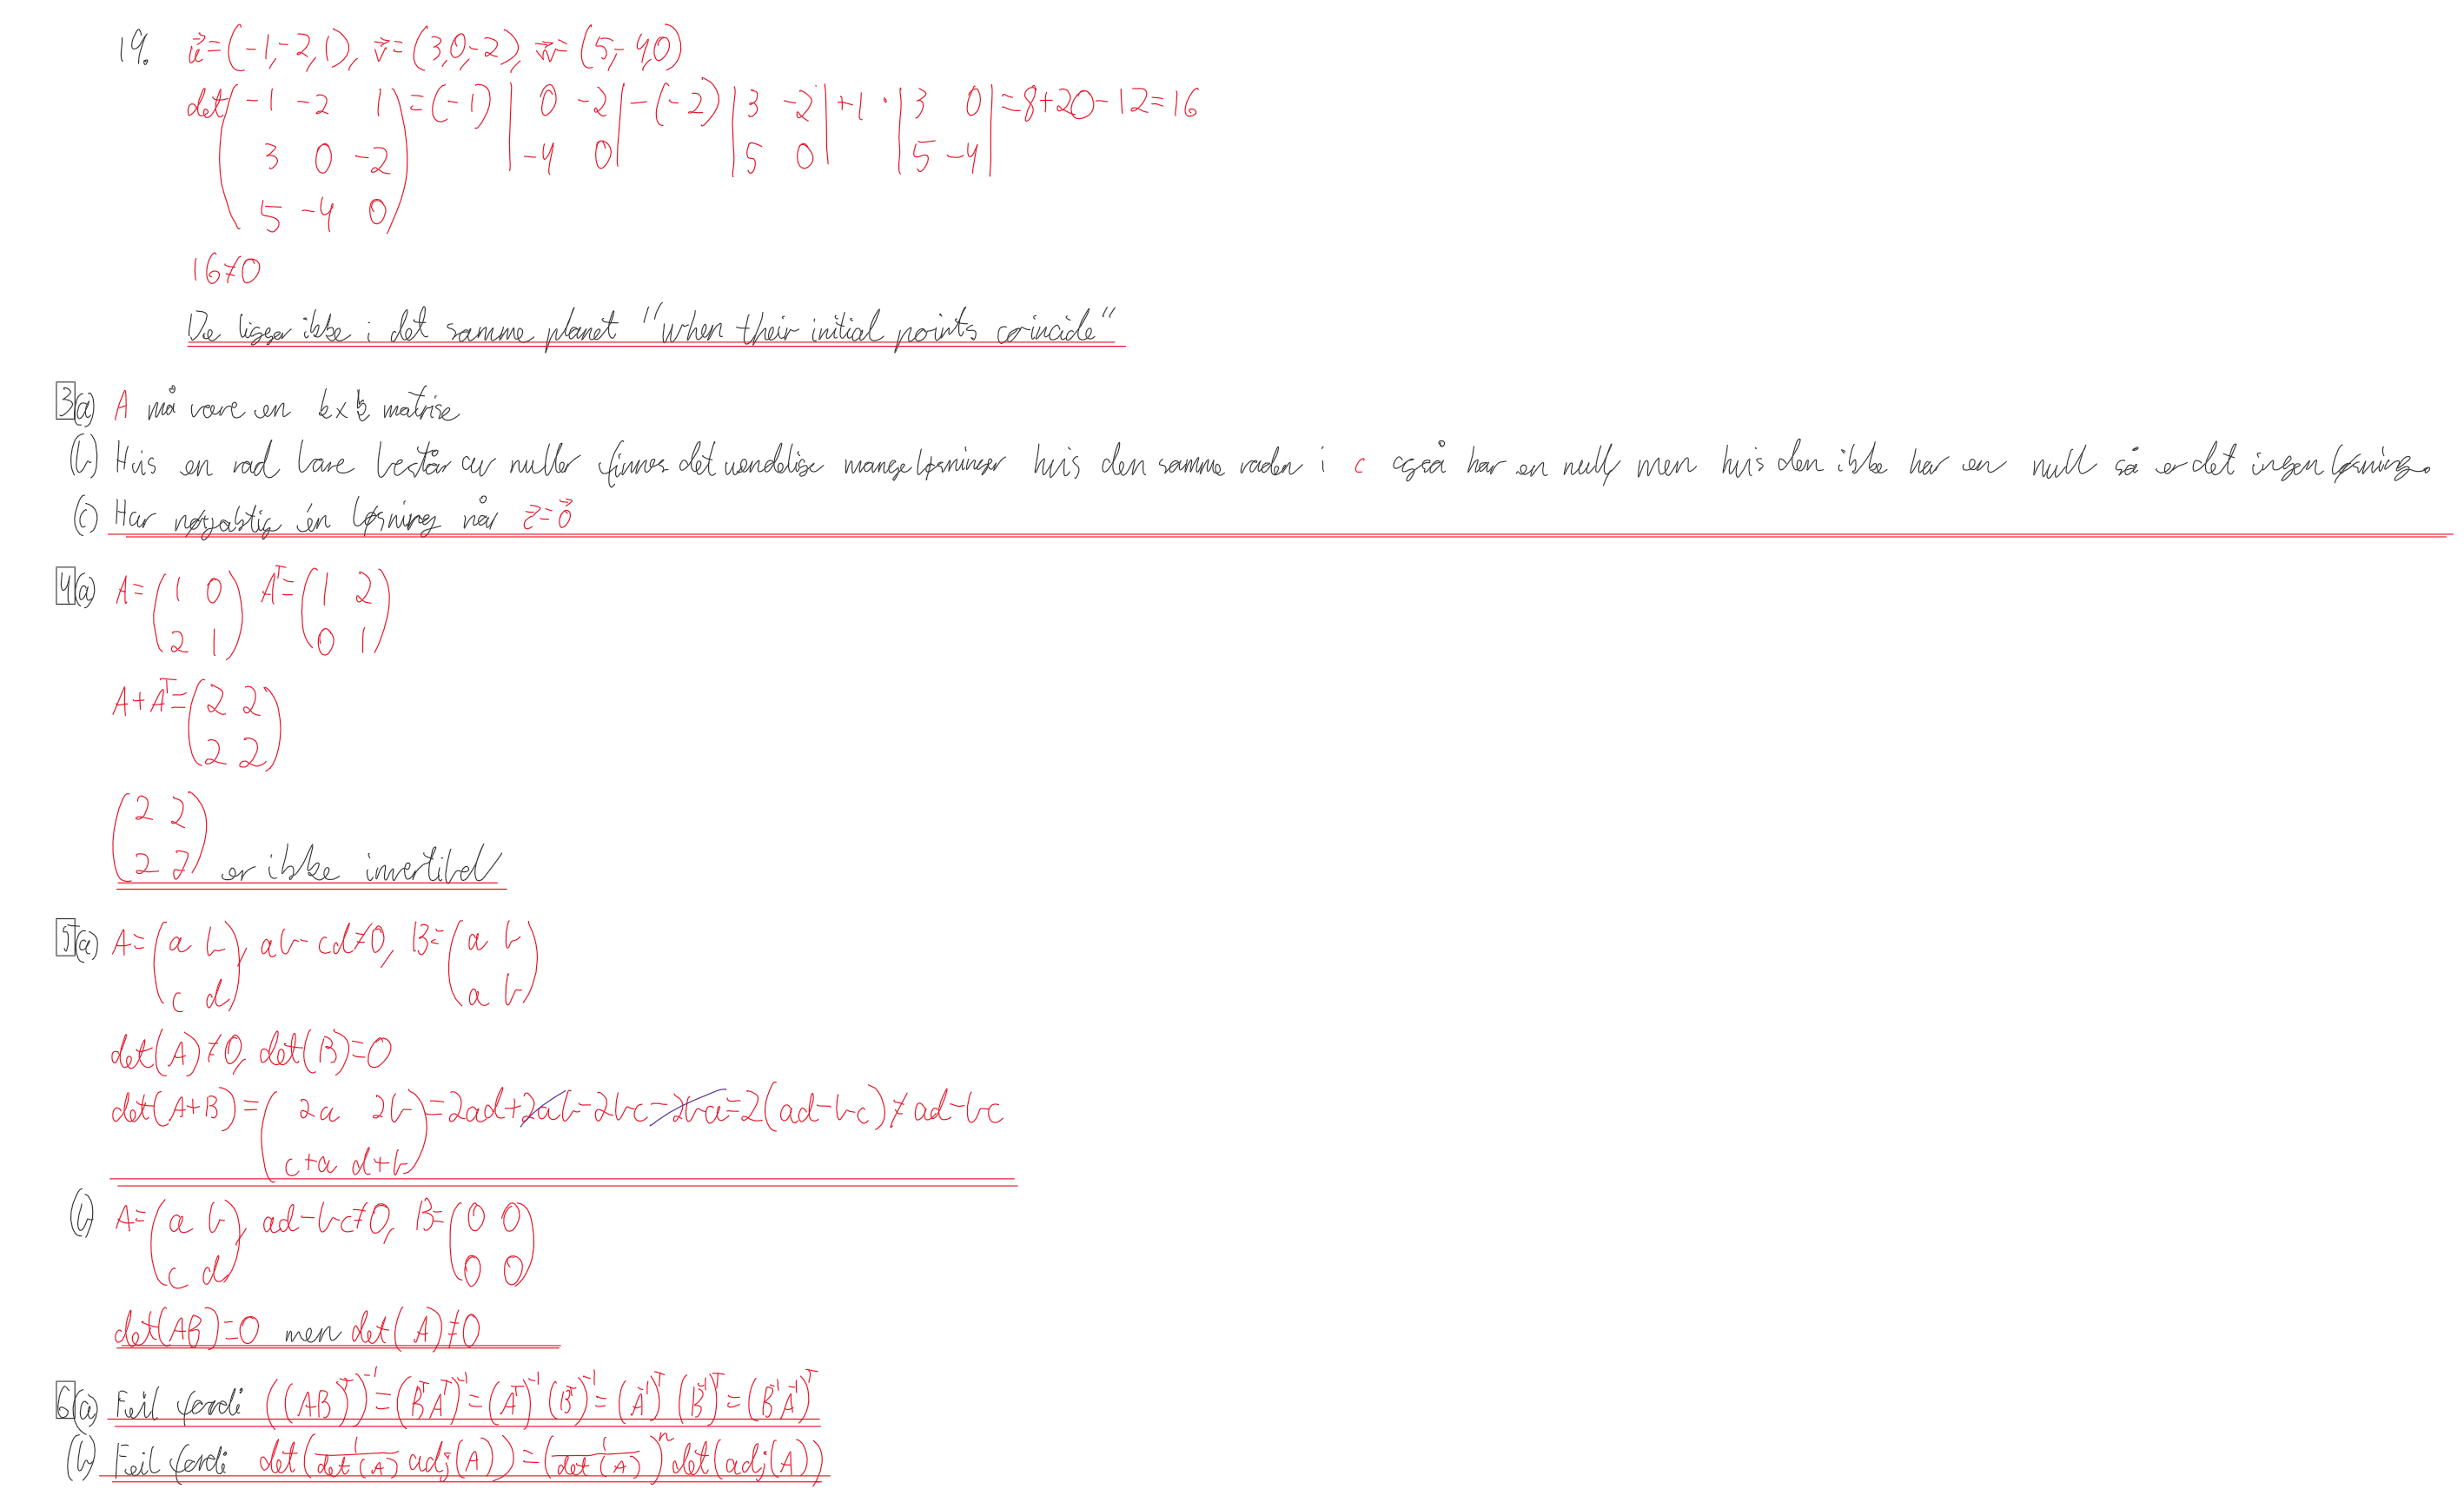 19. u⃗=(-1,-2,1), v⃗=(3,0,-2), w⃗=(5,-4,0)
det(-1 -2 1)=(-1)|0 -2|-(-2)|3 -2|+1·|3 0|=8+20-12=16
3 0 -2 -4 0 5 0 5 -4
5 -4 0
16≠0
De ligger ikke i det samme planet "when their initial points coincide"
3(a) A må være en k×k matrise
(b) Hvis en rad bare består av nuller finnes det uendelige mange løsninger hvis den samme raden i c også har en null, men hvis den ikke har en null så er det ingen løsning.
(c) Har nøyaktig én løsning når z=0⃗
4(a) A=(1 0) Aᵀ=(1 2)
2 1 0 1
A+Aᵀ=(2 2)
2 2
(2 2)
2 2 er ikke invertibel
5(a) A=(a b), ab-cd≠0, B=(a b)
c d a b
det(A)≠0, det(B)=0
det(A+B)=(2a 2b)=2ad+2ab-2bc-2ba=2(ad-bc)≠ad-bc
c+a d+b
(b) A=(a b), ad-bc≠0, B=(0 0)
c d 0 0
det(AB)=0 men det(A)≠0
6(a) Feil fordi ((AB)ᵀ)⁻¹=(BᵀAᵀ)⁻¹=(Aᵀ)⁻¹(Bᵀ)⁻¹=(A⁻¹)ᵀ(B⁻¹)ᵀ=(B⁻¹A⁻¹)ᵀ
(b) Feil fordi det(1/det(A) adj(A))=(1/det(A))ⁿdet(adj(A))